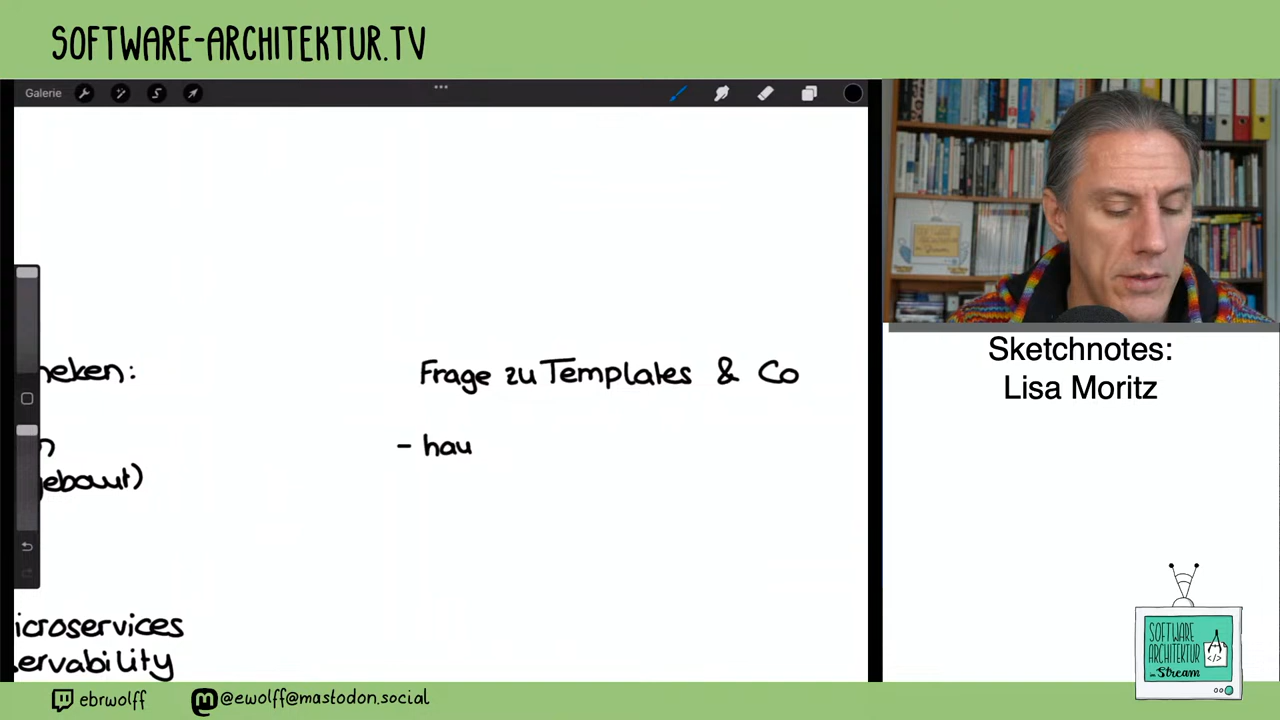 SOFTWARE-ARCHITEKTUR.TV
Galerie
heken:
Frage zu Templates & Co
- hau
gebaut)
icroservices
ervability
Sketchnotes:
Lisa Moritz
SOFTWARE
ARCHITEKTUR
im Stream
ebrwolff
@ewolff@mastodon.social